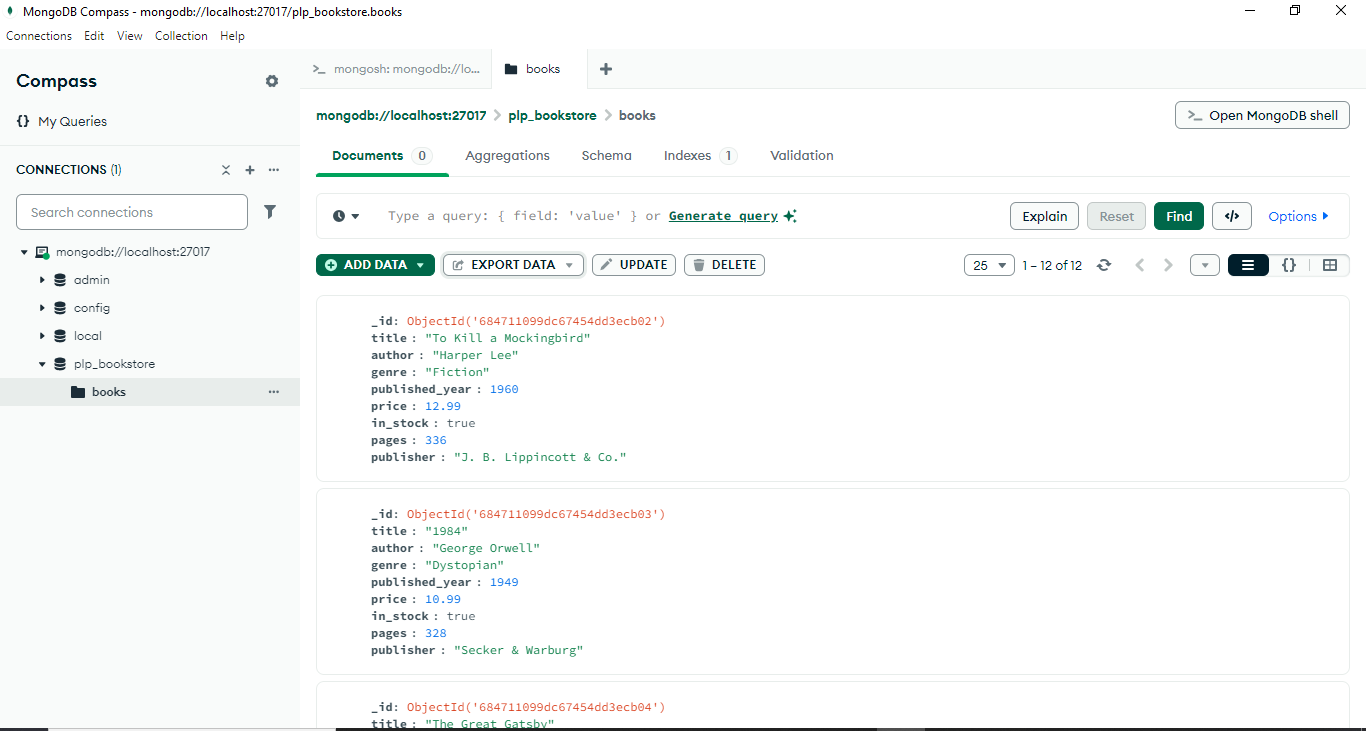 MongoDB Compass - mongodb://localhost:27017/plp_bookstore.books
Connections Edit View Collection Help
Compass
{} My Queries
CONNECTIONS (1)
Search connections
mongodb://localhost:27017
admin
config
local
plp_bookstore
books
>_ mongosh: mongodb://lo...
books
mongodb://localhost:27017 > plp_bookstore > books
>_ Open MongoDB shell
Documents 0 Aggregations Schema Indexes 1 Validation
Type a query: { field: 'value' } or Generate query
Explain Reset Find </> Options
ADD DATA EXPORT DATA UPDATE DELETE
25 1 – 12 of 12 {}
_id: ObjectId('684711099dc67454dd3ecb02')
title : "To Kill a Mockingbird"
author : "Harper Lee"
genre : "Fiction"
published_year : 1960
price : 12.99
in_stock : true
pages : 336
publisher : "J. B. Lippincott & Co."
_id: ObjectId('684711099dc67454dd3ecb03')
title : "1984"
author : "George Orwell"
genre : "Dystopian"
published_year : 1949
price : 10.99
in_stock : true
pages : 328
publisher : "Secker & Warburg"
_id: ObjectId('684711099dc67454dd3ecb04')
title : "The Great Gatsby"